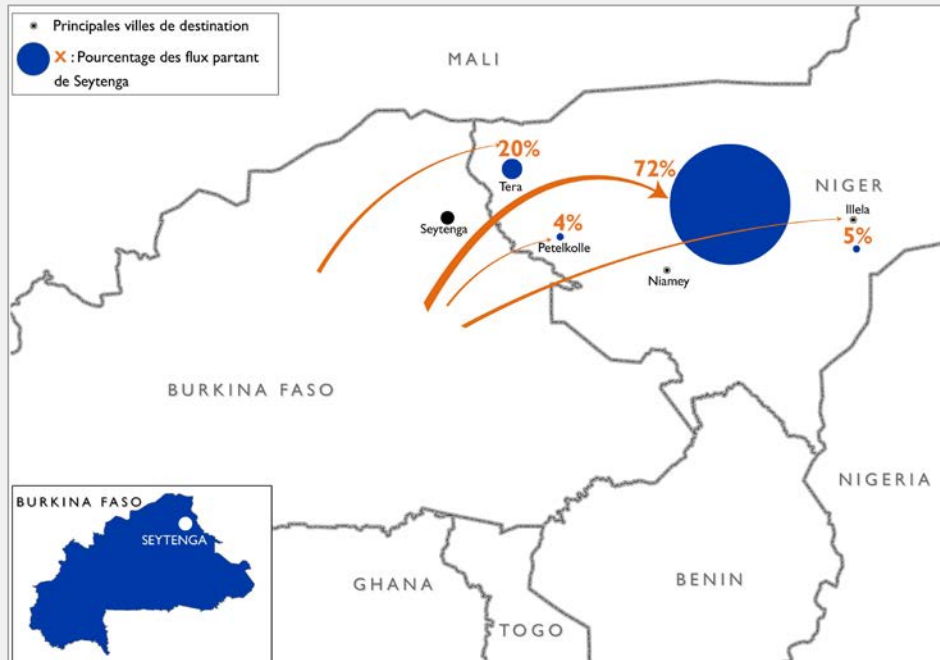 Principales villes de destination
X : Pourcentage des flux partant
de Seytenga
MALI
20%
Tera
72%
NIGER
Illela
Seytenga
4%
Petelkolle
5%
Niamey
BURKINA FASO
NIGERIA
BURKINA FASO
SEYTENGA
GHANA
BENIN
TOGO